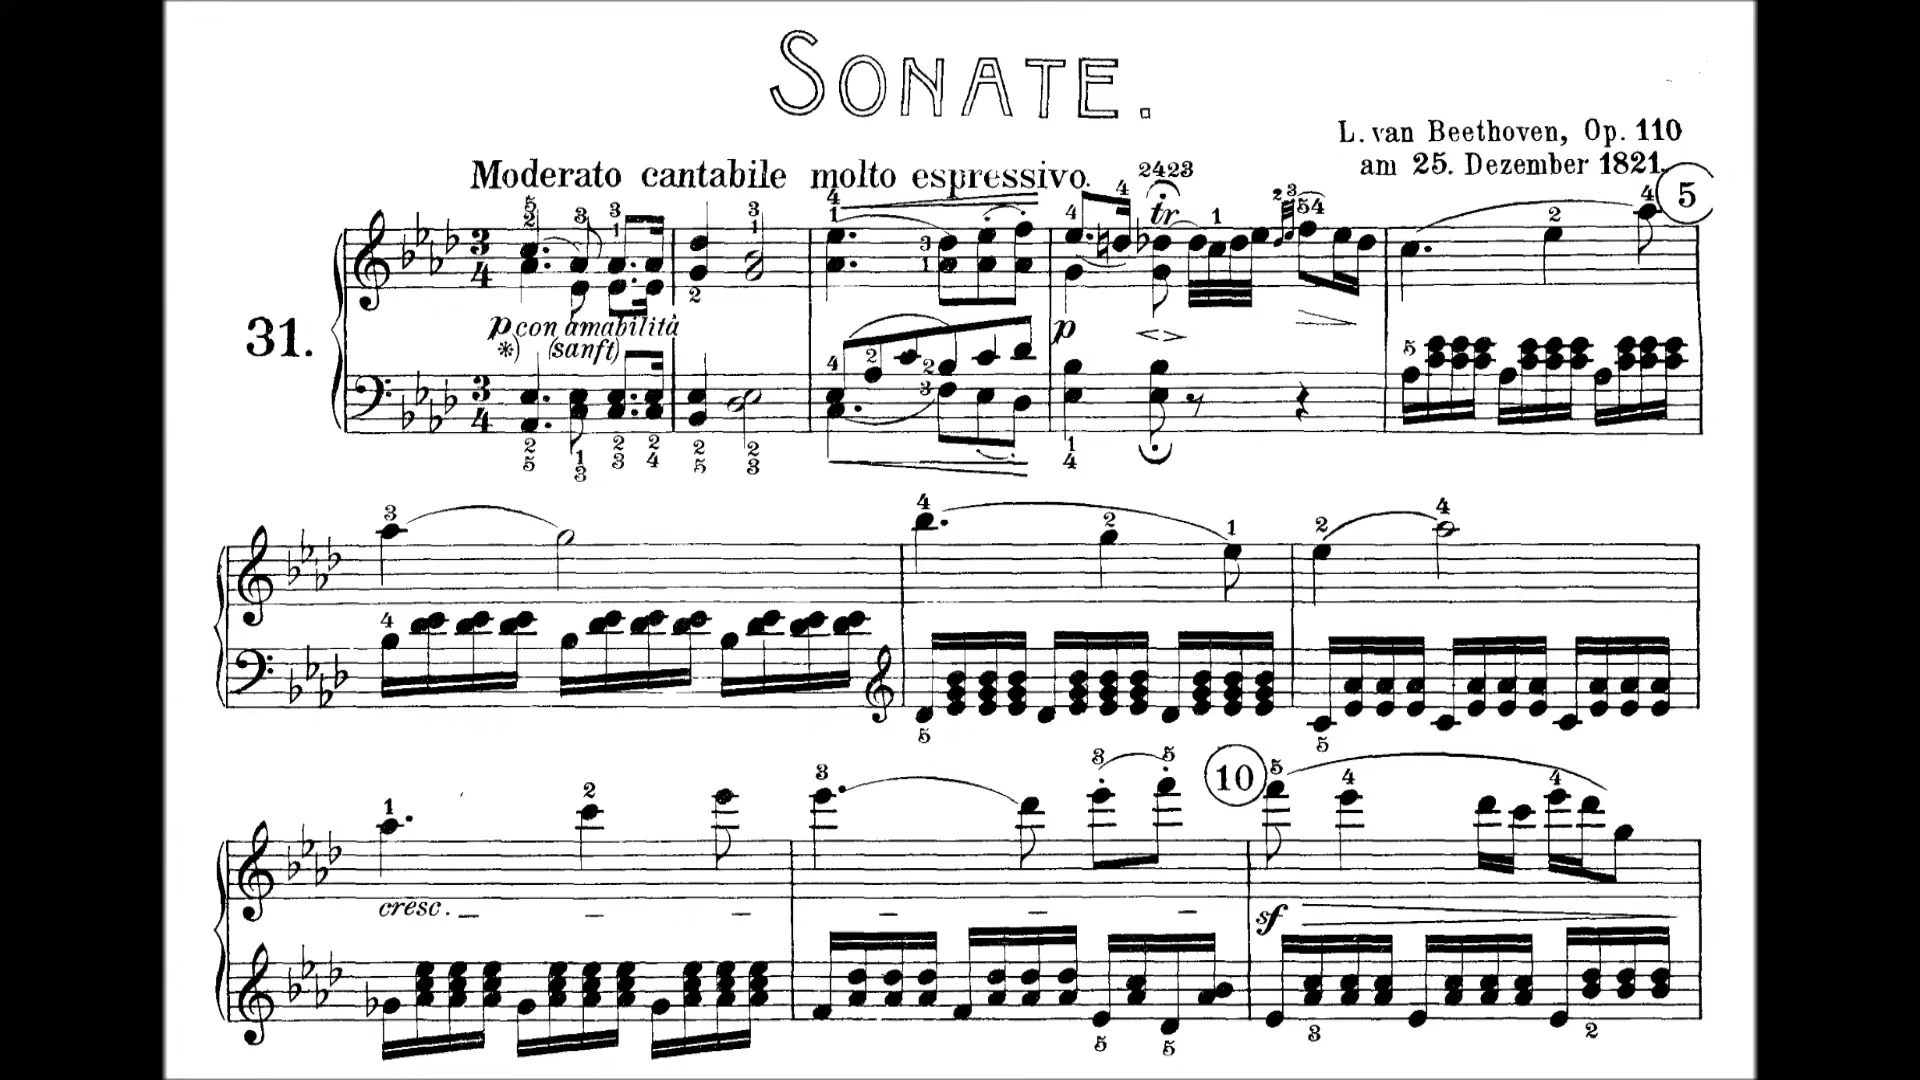 SONATE.
L. van Beethoven, Op. 110
am 25. Dezember 1821.
Moderato cantabile molto espressivo.
5
31.
p con amabilità
*) (sanft)
p
tr
10
cresc.
sf